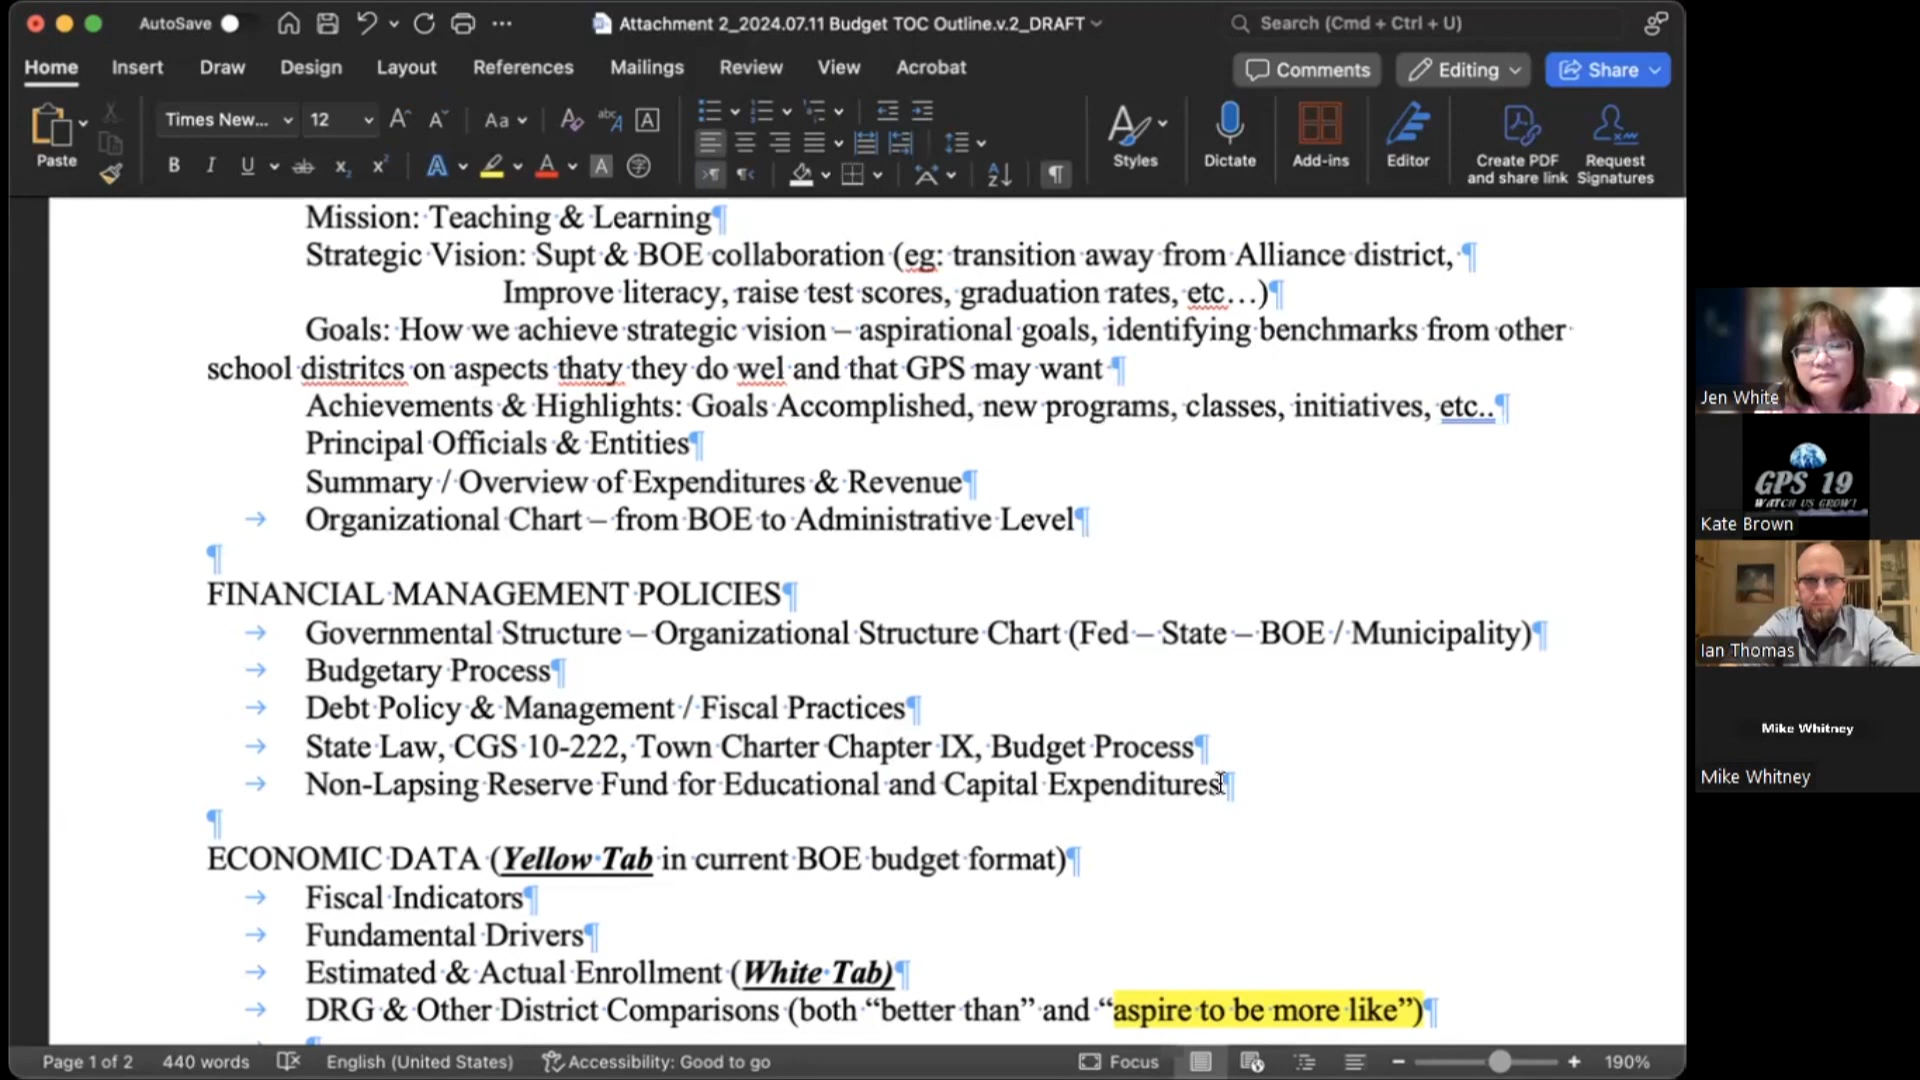 AutoSave
Attachment 2_2024.07.11 Budget TOC Outline.v.2_DRAFT
Search (Cmd + Ctrl + U)
Home Insert Draw Design Layout References Mailings Review View Acrobat
Comments Editing Share
Paste
Times New... 12
Aa
Styles Dictate Add-ins Editor Create PDF and share link Request Signatures
Mission: Teaching & Learning¶
Strategic Vision: Supt & BOE collaboration (eg: transition away from Alliance district, ¶
Improve literacy, raise test scores, graduation rates, etc…)¶
Goals: How we achieve strategic vision – aspirational goals, identifying benchmarks from other
school distritcs on aspects thaty they do wel and that GPS may want ¶
Achievements & Highlights: Goals Accomplished, new programs, classes, initiatives, etc..¶
Principal Officials & Entities¶
Summary / Overview of Expenditures & Revenue¶
→ Organizational Chart – from BOE to Administrative Level¶
¶
FINANCIAL MANAGEMENT POLICIES¶
→ Governmental Structure – Organizational Structure Chart (Fed – State – BOE / Municipality)¶
→ Budgetary Process¶
→ Debt Policy & Management / Fiscal Practices¶
→ State Law, CGS 10-222, Town Charter Chapter IX, Budget Process¶
→ Non-Lapsing Reserve Fund for Educational and Capital Expenditures¶
¶
ECONOMIC DATA (Yellow Tab in current BOE budget format)¶
→ Fiscal Indicators¶
→ Fundamental Drivers¶
→ Estimated & Actual Enrollment (White Tab)¶
→ DRG & Other District Comparisons (both “better than” and “aspire to be more like”)¶
Page 1 of 2 440 words English (United States) Accessibility: Good to go Focus 190%
Jen White
GPS 19
WATCH US GROW!
Kate Brown
Ian Thomas
Mike Whitney
Mike Whitney